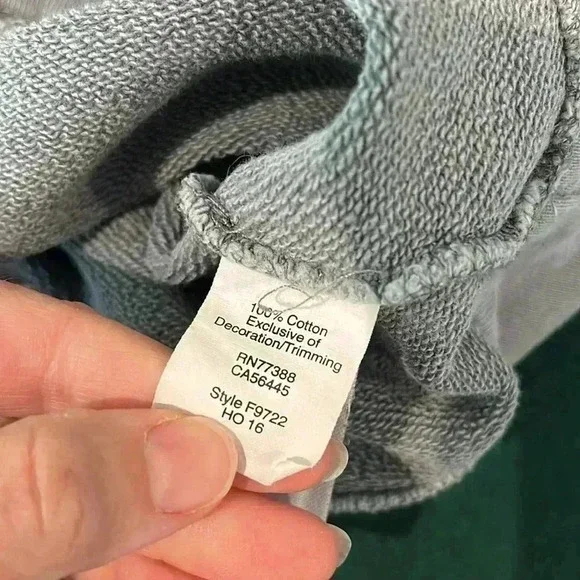 100% Cotton
Exclusive of
Decoration/Trimming
RN77388
CA56445
Style F9722
HO 16